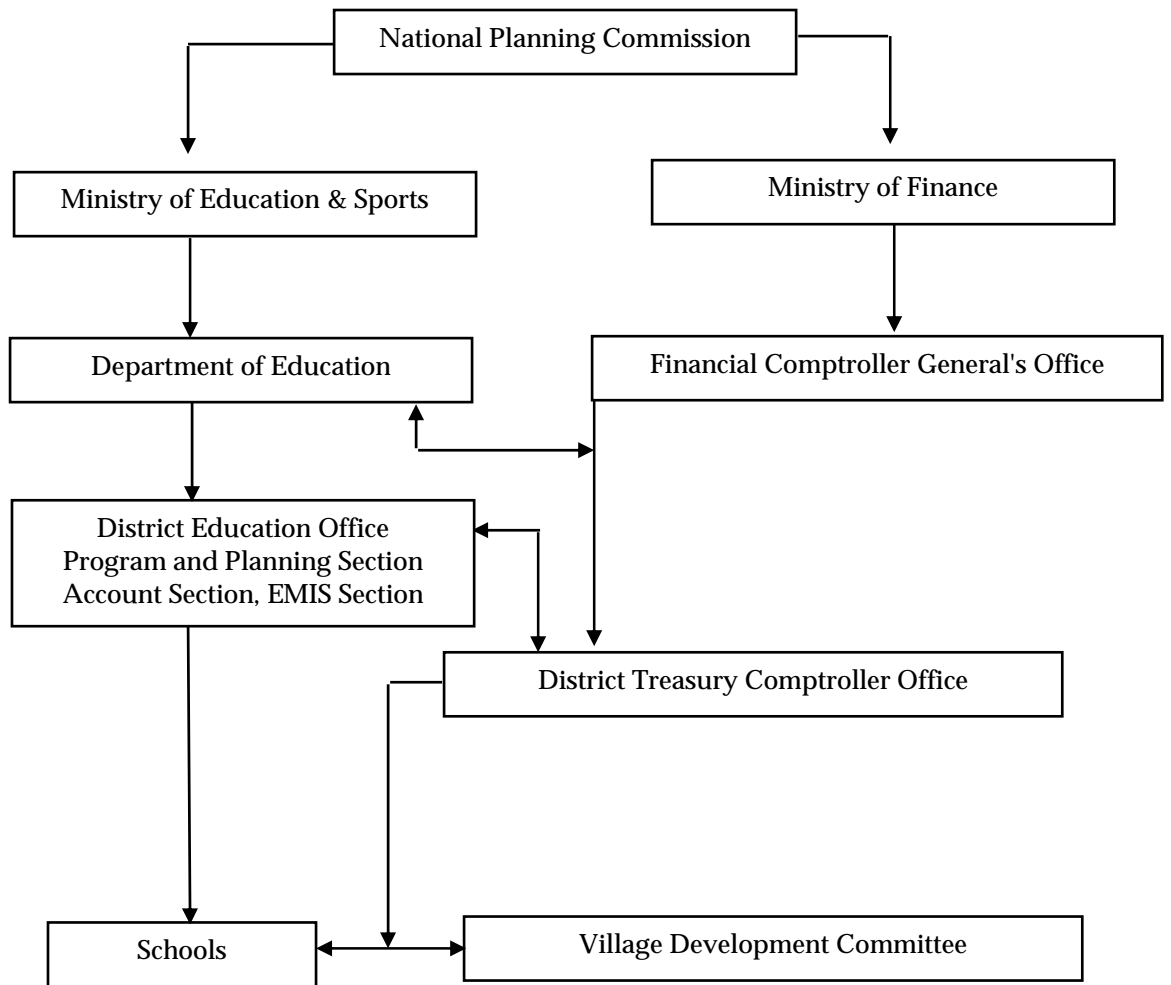 National Planning Commission
Ministry of Education & Sports
Ministry of Finance
Department of Education
Financial Comptroller General's Office
District Education Office
Program and Planning Section
Account Section, EMIS Section
District Treasury Comptroller Office
Schools
Village Development Committee